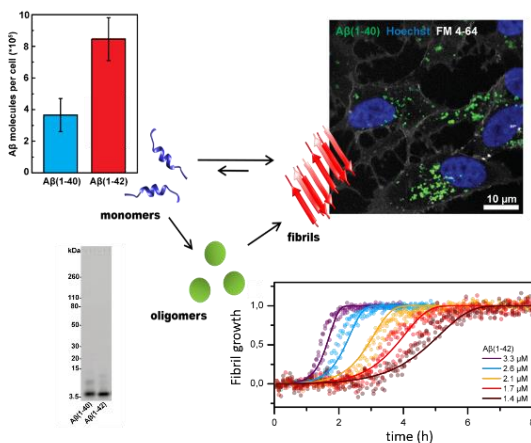 10
8
6
4
2
0
Aβ molecules per cell
Aβ(1-40) Aβ(1-42)
Aβ(1-40) Hoechst FM 4-64
10 µm
monomers
fibrils
oligomers
kDa
260
110
80
50
30
20
15
3.5
Aβ(1-40)
Aβ(1-42)
Fibril growth
1,0
0,5
0,0
0 2 4 6 8
time (h)
Aβ(1-42)
3.3 µM
2.6 µM
2.1 µM
1.7 µM
1.4 µM